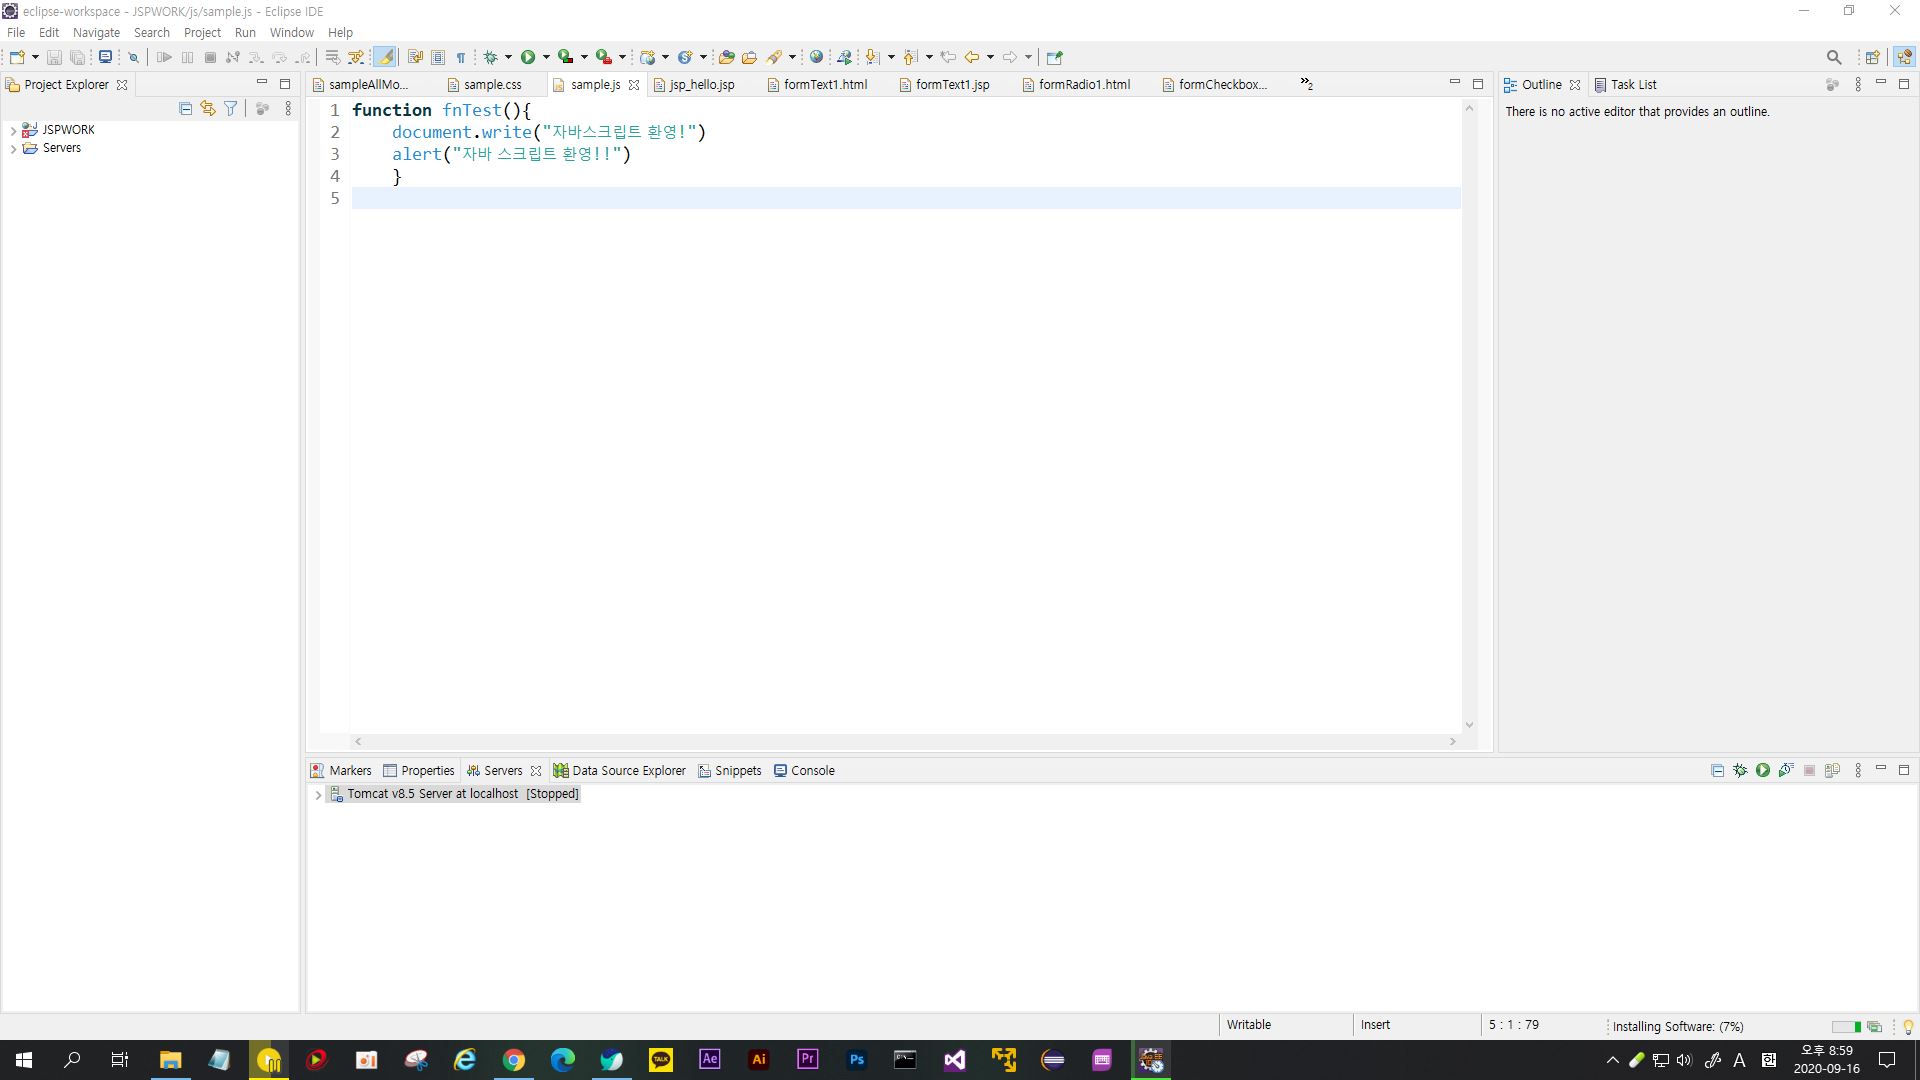 eclipse-workspace - JSPWORK/js/sample.js - Eclipse IDE
File Edit Navigate Search Project Run Window Help
Project Explorer
sampleAllMo...
sample.css
sample.js
jsp_hello.jsp
formText1.html
formText1.jsp
formRadio1.html
formCheckbox...
»2
Outline
Task List
JSPWORK
Servers
1 function fnTest(){
2 document.write("자바스크립트 환영!")
3 alert("자바 스크립트 환영!!")
4 }
5
There is no active editor that provides an outline.
Markers
Properties
Servers
Data Source Explorer
Snippets
Console
Tomcat v8.5 Server at localhost [Stopped]
Writable
Insert
5 : 1 : 79
Installing Software: (7%)
TALK
Ae
Ai
Pr
Ps
A
오후 8:59
2020-09-16